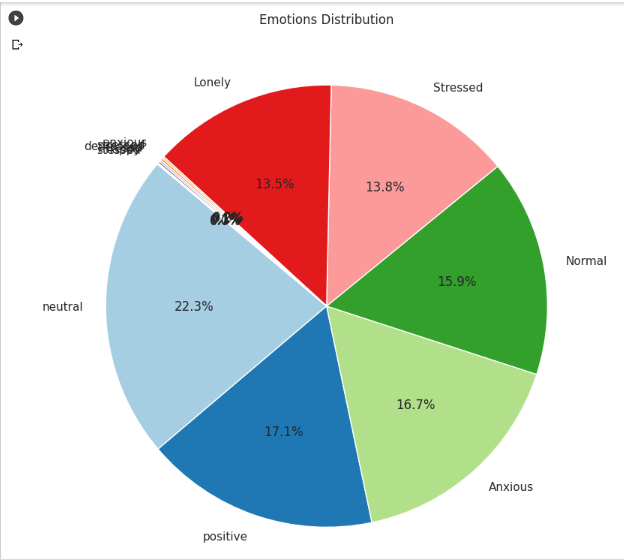 Emotions Distribution
Lonely
Stressed
anxious
13.5%
13.8%
Normal
15.9%
neutral
22.3%
16.7%
17.1%
Anxious
positive